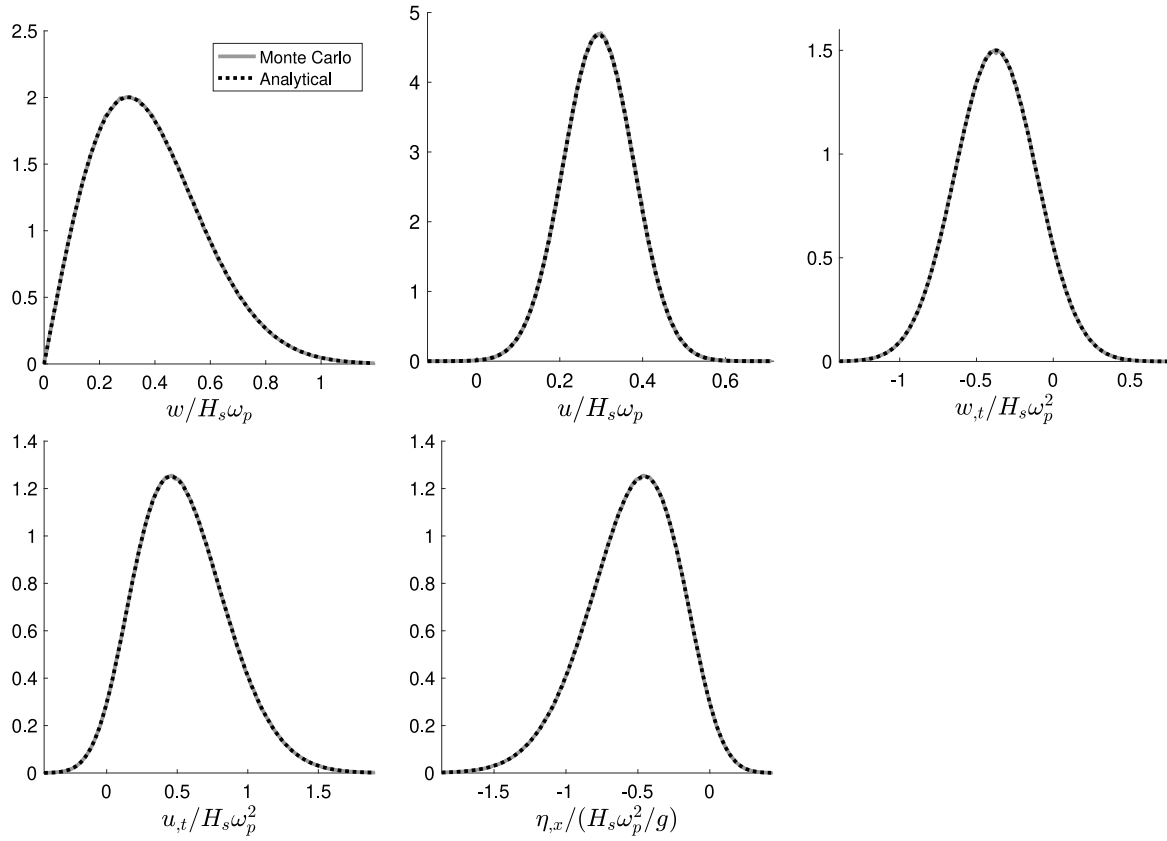 2.5
2
1.5
1
0.5
0
0 0.2 0.4 0.6 0.8 1
w/H_sω_p
Monte Carlo
Analytical
5
4
3
2
1
0
0 0.2 0.4 0.6
u/H_sω_p
1.5
1
0.5
0
-1 -0.5 0 0.5
w_{,t}/H_sω_p^2
1.4
1.2
1
0.8
0.6
0.4
0.2
0
0 0.5 1 1.5
u_{,t}/H_sω_p^2
1.4
1.2
1
0.8
0.6
0.4
0.2
0
-1.5 -1 -0.5 0
η_{,x}/(H_sω_p^2/g)